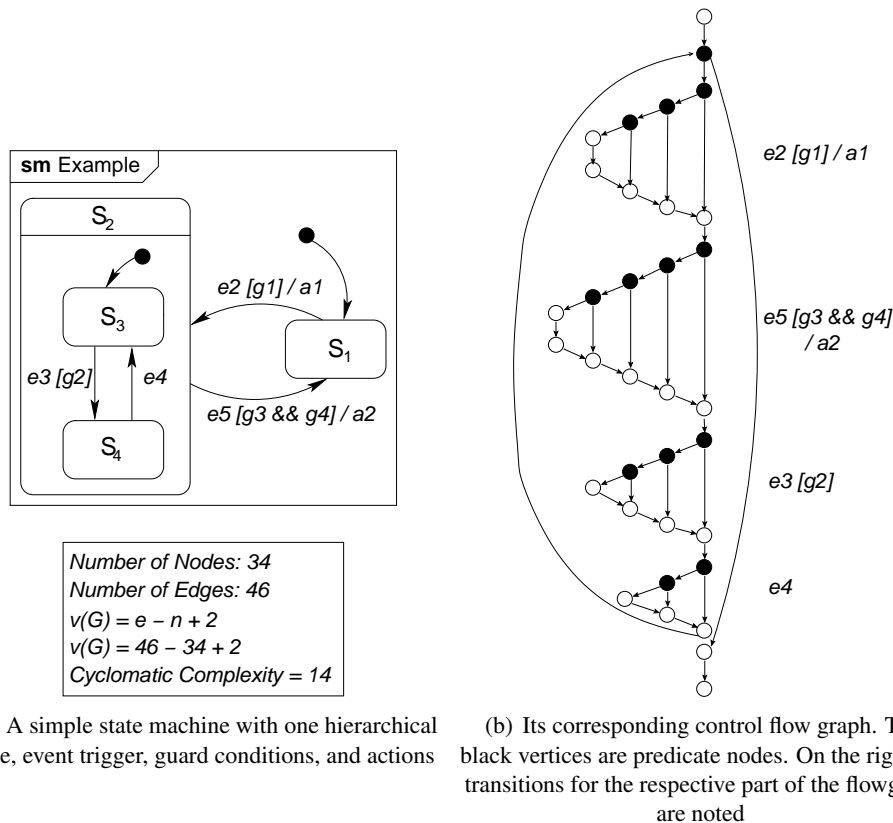 sm Example
S2
S3
S4
S1
e2 [g1] / a1
e3 [g2]
e4
e5 [g3 && g4] / a2
Number of Nodes: 34
Number of Edges: 46
v(G) = e − n + 2
v(G) = 46 − 34 + 2
Cyclomatic Complexity = 14
A simple state machine with one hierarchical
e, event trigger, guard conditions, and actions
e2 [g1] / a1
e5 [g3 && g4]
/ a2
e3 [g2]
e4
(b) Its corresponding control flow graph. T
black vertices are predicate nodes. On the rig
transitions for the respective part of the flowg
are noted